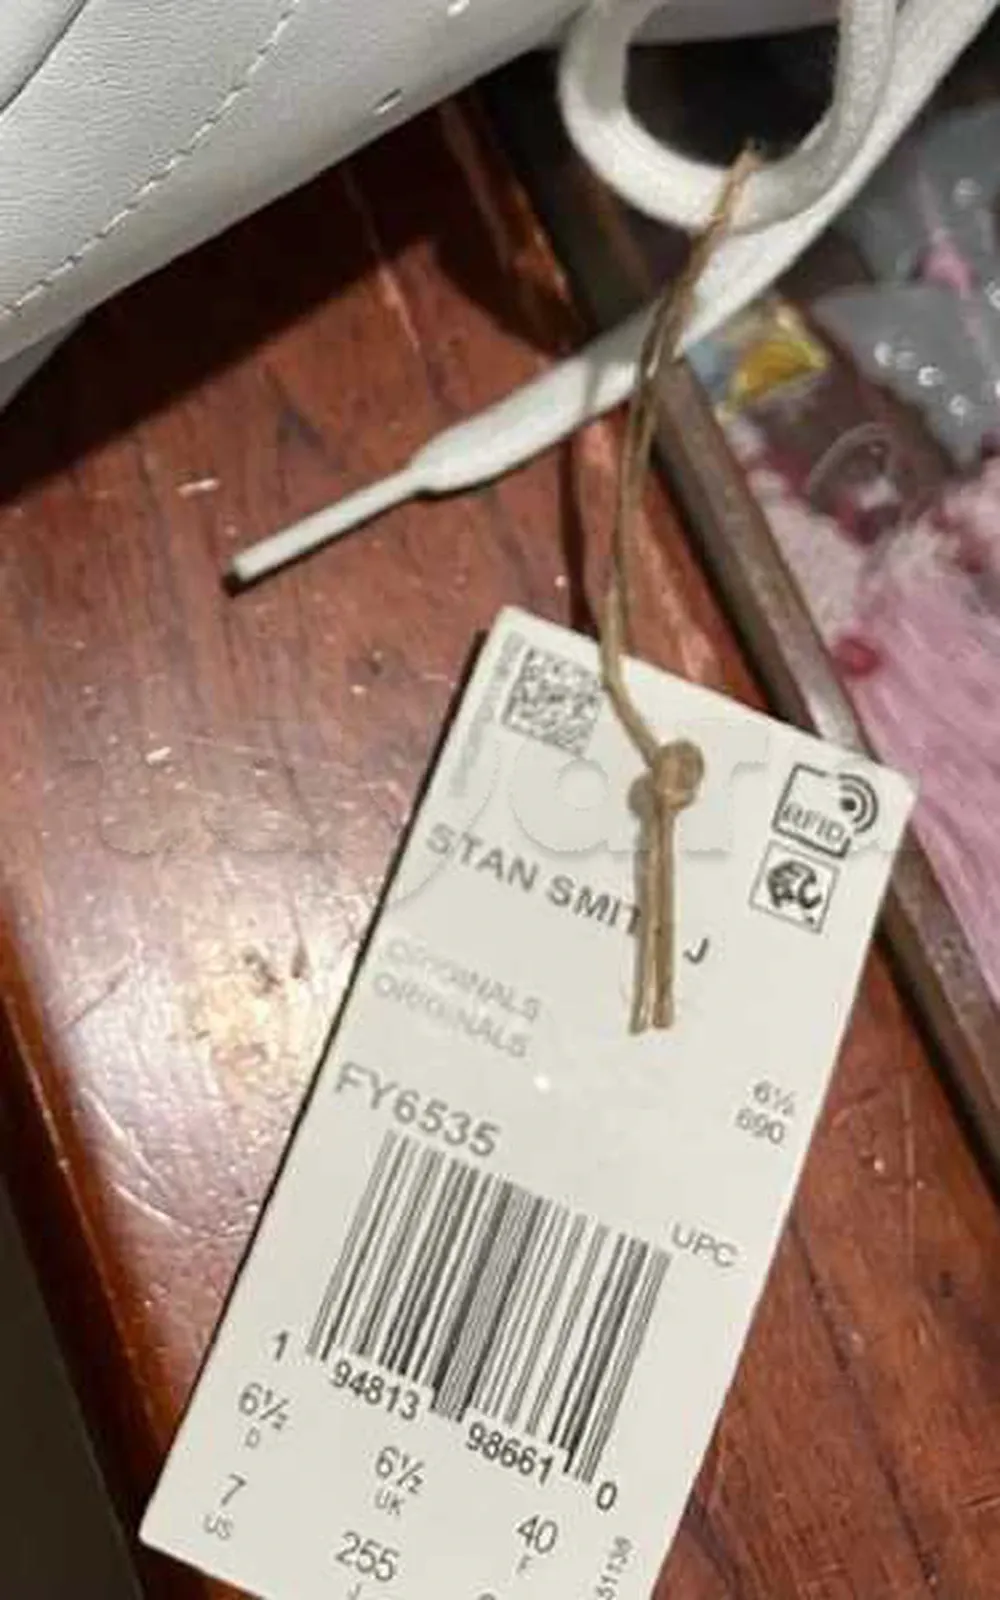 RFID
STAN SMIT J
ORIGINALS
ORIGINALS
FY6535
6½
690
UPC
1 94813 98661 0
6½
D
6½
UK
7
US
40
F
255
J
51138